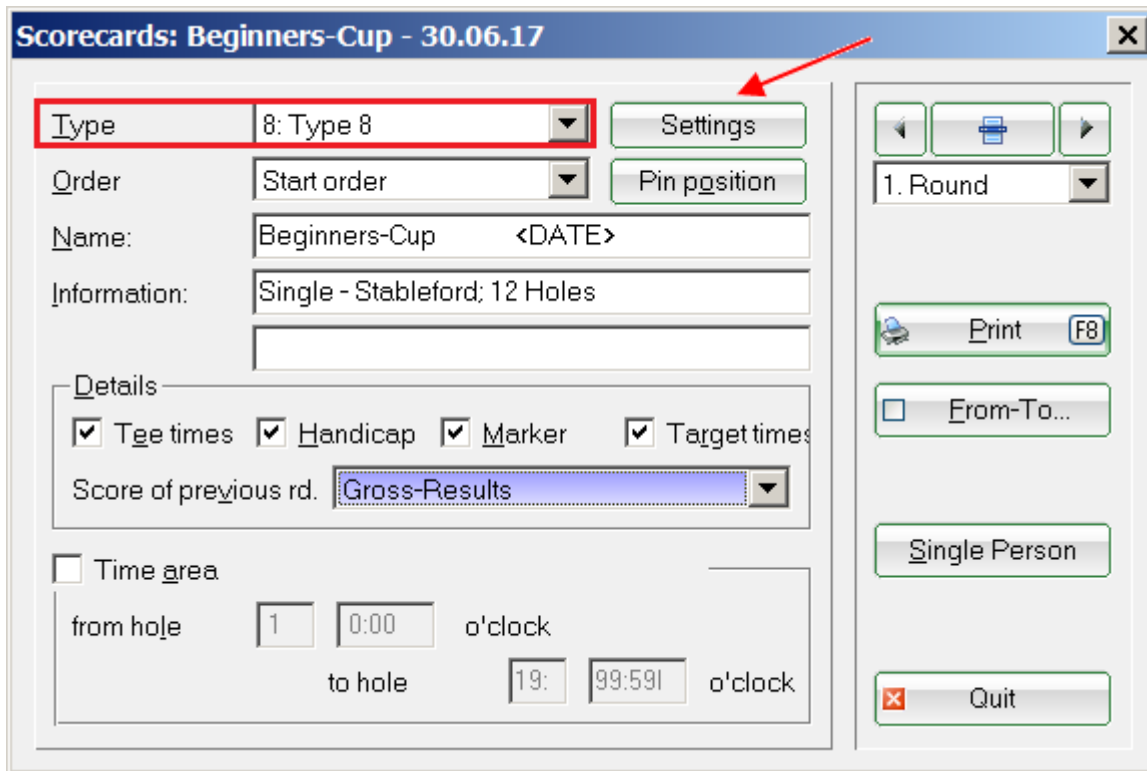 Scorecards: Beginners-Cup - 30.06.17
Type 8: Type 8 Settings
Order Start order Pin position
1. Round
Name: Beginners-Cup <DATE>
Information: Single - Stableford; 12 Holes
Print F8
Details
Tee times Handicap Marker Target times
From-To...
Score of previous rd. Gross-Results
Single Person
Time area
from hole 1 0:00 o'clock
to hole 19: 99:59 o'clock
Quit